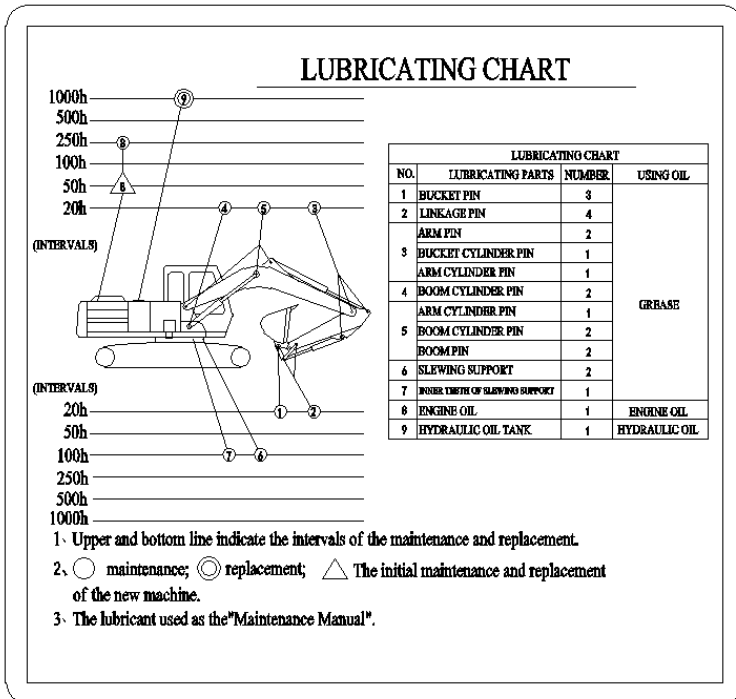 LUBRICATING CHART
1000h
9
500h
250h
8
100h
50h
8
20h
4
5
3
(INTERVALS)
(INTERVALS)
20h
1
2
50h
100h
7
6
250h
500h
1000h
LUBRICATING CHART
NO. LUBRICATING PARTS NUMBER USING OIL
1 BUCKET PIN 3
2 LINKAGE PIN 4
ARM PIN 2
3 BUCKET CYLINDER PIN 1
ARM CYLINDER PIN 1
4 BOOM CYLINDER PIN 2
GREASE
ARM CYLINDER PIN 1
5 BOOM CYLINDER PIN 2
BOOM PIN 2
6 SLEWING SUPPORT 2
7 INNER TEETH OF SLEWING SUPPORT 1
8 ENGINE OIL 1 ENGINE OIL
9 HYDRAULIC OIL TANK 1 HYDRAULIC OIL
1、Upper and bottom line indicate the intervals of the maintenance and replacement.
2、 maintenance; replacement; The initial maintenance and replacement
of the new machine.
3、The lubricant used as the"Maintenance Manual".